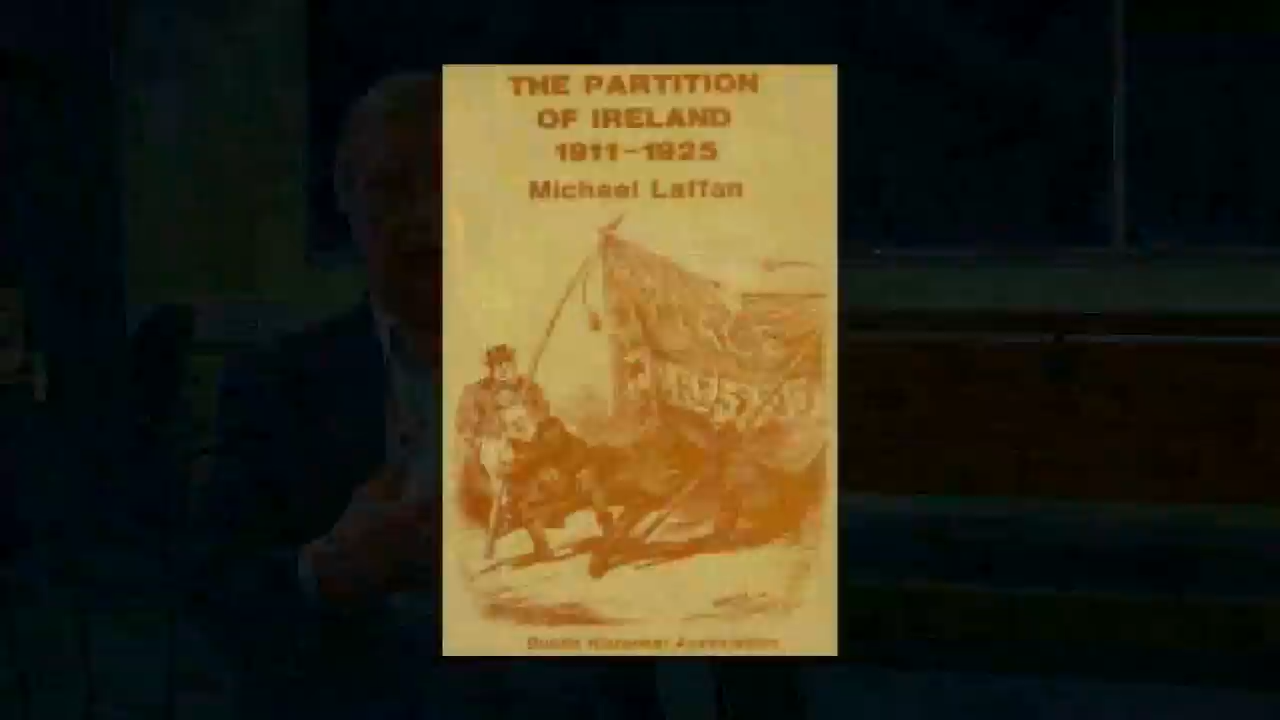 THE PARTITION
OF IRELAND
1911-1925
Michael Laffan